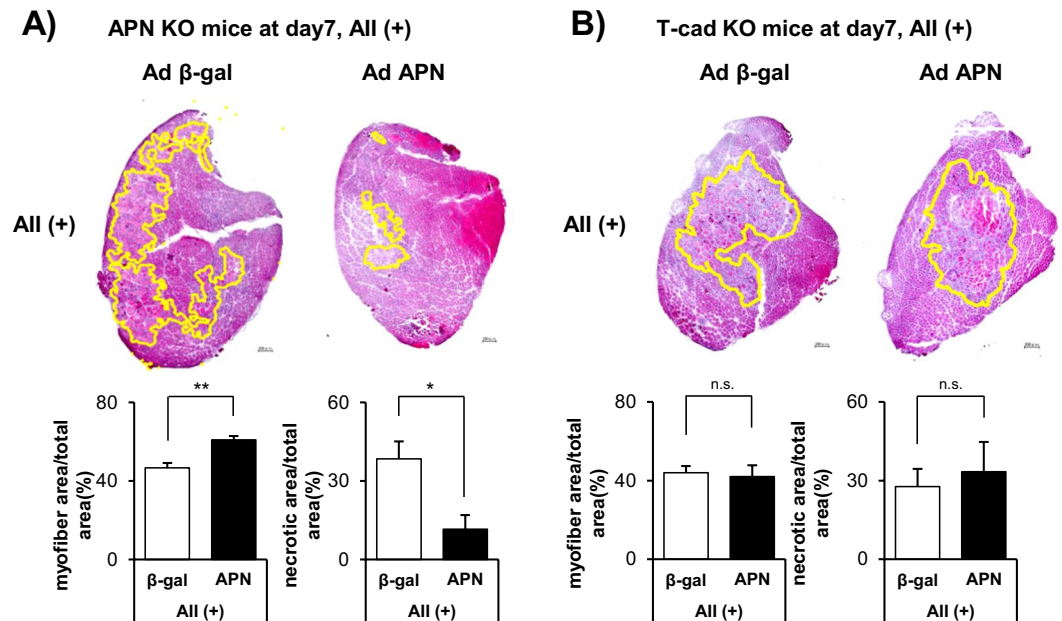 A) APN KO mice at day7, AII (+)
Ad β-gal Ad APN
AII (+)
**
myofiber area/total area(%)
80
40
0
β-gal APN
AII (+)
*
necrotic area/total area(%)
60
30
0
β-gal APN
AII (+)
B) T-cad KO mice at day7, AII (+)
Ad β-gal Ad APN
AII (+)
n.s.
myofiber area/total area(%)
80
40
0
β-gal APN
AII (+)
n.s.
necrotic area/total area(%)
60
30
0
β-gal APN
AII (+)